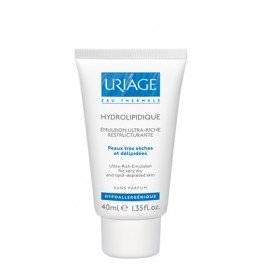 URIAGE
EAU THERMALE
HYDROLIPIDIQUE
ÉMULSION ULTRA-RICHE
RESTRUCTURANTE
Peaux très sèches
et délipidées
Ultra-Rich Emulsion
for very dry
and lipid-depleted skin
SANS PARFUM
HYPOALLERGÉNIQUE
40ml e 1.35fl.oz.